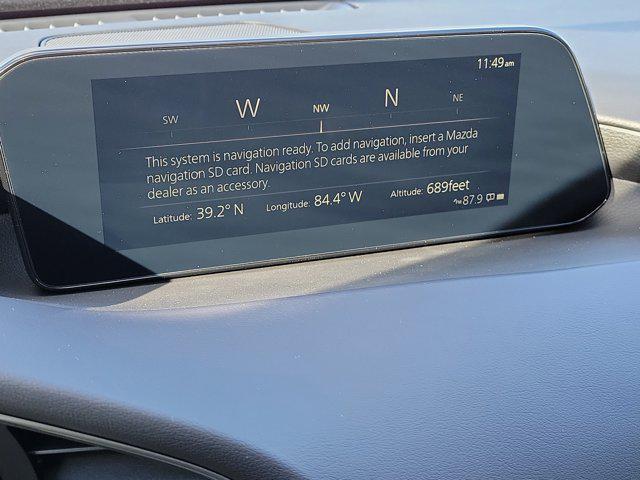 11:49am
SW W NW N NE
This system is navigation ready. To add navigation, insert a Mazda
navigation SD card. Navigation SD cards are available from your
dealer as an accessory.
Latitude: 39.2° N Longitude: 84.4° W Altitude: 689feet
FM 87.9